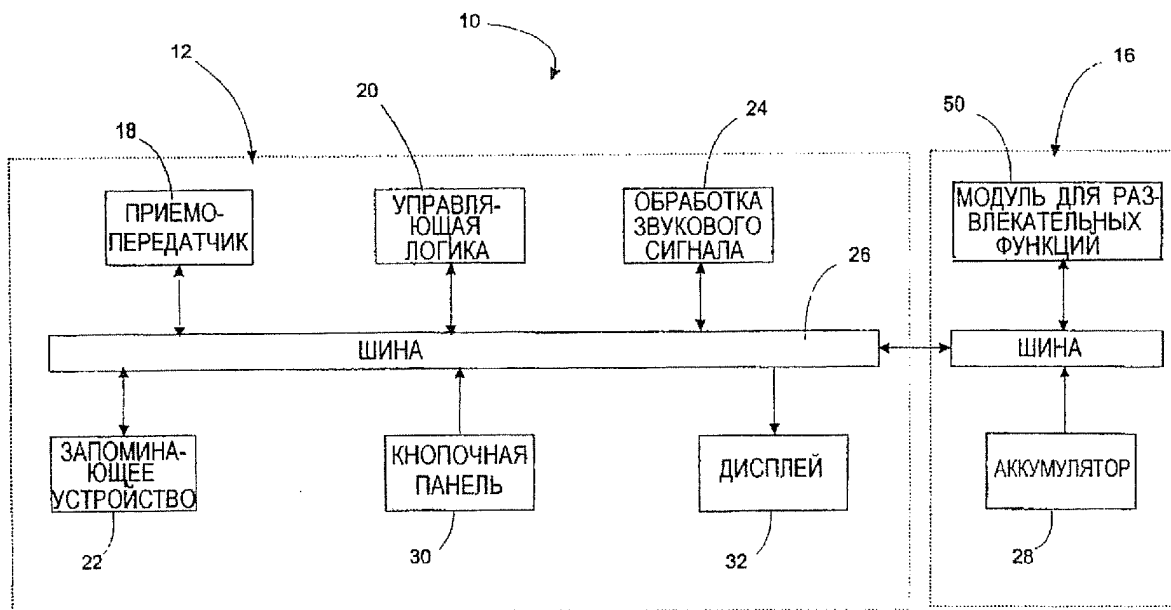 10
12
16
18
20
24
50
ПРИЕМО-
ПЕРЕДАТЧИК
УПРАВЛЯ-
ЮЩАЯ
ЛОГИКА
ОБРАБОТКА
ЗВУКОВОГО
СИГНАЛА
МОДУЛЬ ДЛЯ РАЗ-
ВЛЕКАТЕЛЬНЫХ
ФУНКЦИЙ
26
ШИНА
ШИНА
ЗАПОМИНА-
ЮЩЕЕ
УСТРОЙСТВО
КНОПОЧНАЯ
ПАНЕЛЬ
ДИСПЛЕЙ
АККУМУЛЯТОР
22
30
32
28